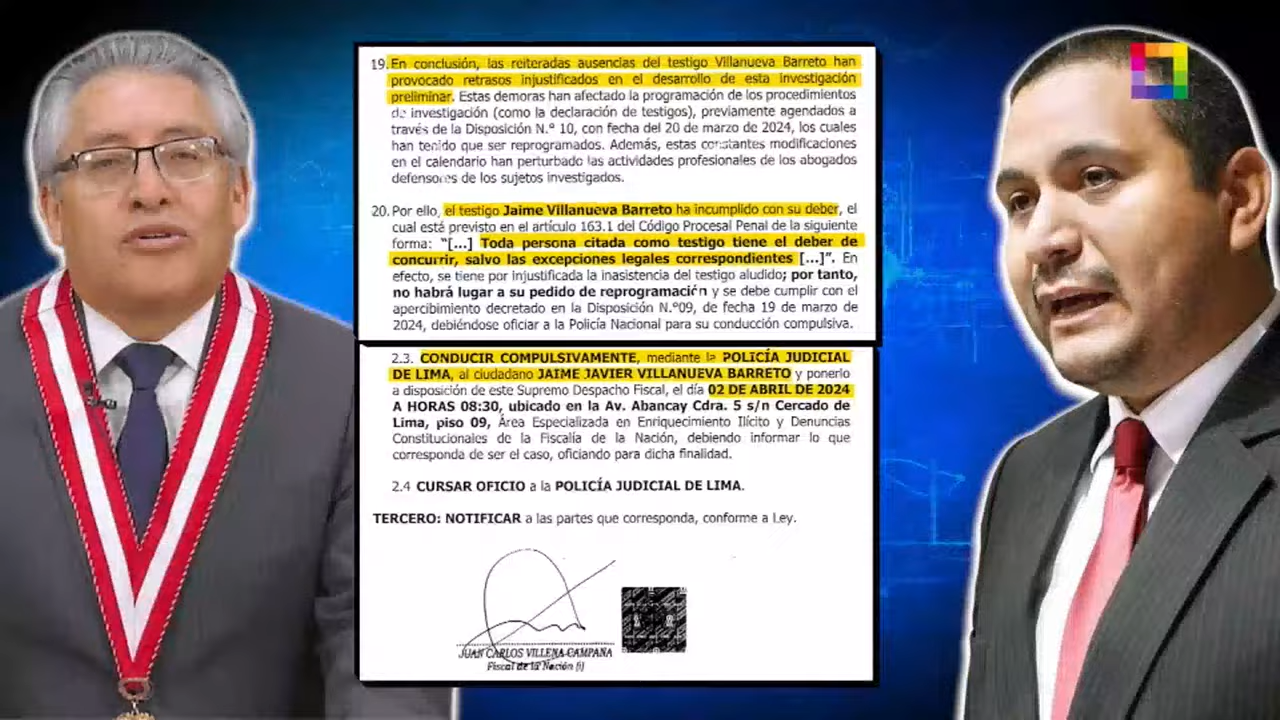 19. En conclusión, las reiteradas ausencias del testigo Villanueva Barreto han
provocado retrasos injustificados en el desarrollo de esta investigación
preliminar. Estas demoras han afectado la programación de los procedimientos
de investigación (como la declaración de testigos), previamente agendados a
través de la Disposición N.° 10, con fecha del 20 de marzo de 2024, los cuales
han tenido que ser reprogramados. Además, estas constantes modificaciones
en el calendario han perturbado las actividades profesionales de los abogados
defensores de los sujetos investigados.
20. Por ello, el testigo Jaime Villanueva Barreto ha incumplido con su deber, el
cual está previsto en el artículo 163.1 del Código Procesal Penal de la siguiente
forma: "[...] Toda persona citada como testigo tiene el deber de
concurrir, salvo las excepciones legales correspondientes [...]". En
efecto, se tiene por injustificada la inasistencia del testigo aludido; por tanto,
no habrá lugar a su pedido de reprogramación y se debe cumplir con el
apercibimiento decretado en la Disposición N.°09, de fecha 19 de marzo de
2024, debiéndose oficiar a la Policía Nacional para su conducción compulsiva.
2.3. CONDUCIR COMPULSIVAMENTE, mediante la POLICÍA JUDICIAL
DE LIMA, al ciudadano JAIME JAVIER VILLANUEVA BARRETO y ponerlo
a disposición de este Supremo Despacho Fiscal, el día 02 DE ABRIL DE 2024
A HORAS 08:30, ubicado en la Av. Abancay Cdra. 5 s/n Cercado de
Lima, piso 09, Área Especializada en Enriquecimiento Ilícito y Denuncias
Constitucionales de la Fiscalía de la Nación, debiendo informar lo que
corresponda de ser el caso, oficiando para dicha finalidad.
2.4 CURSAR OFICIO a la POLICÍA JUDICIAL DE LIMA.
TERCERO: NOTIFICAR a las partes que corresponda, conforme a Ley.
JUAN CARLOS VILLENA CAMPANA
Fiscal de la Nación (i)